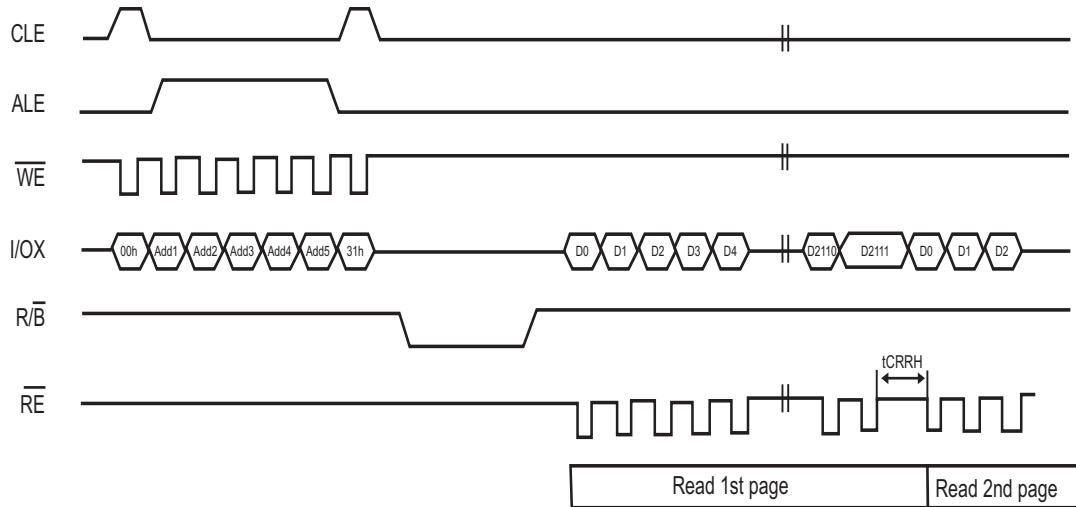 CLE
ALE
WE
I/OX 00h Add1 Add2 Add3 Add4 Add5 31h D0 D1 D2 D3 D4 D2110 D2111 D0 D1 D2
R/B
tCRRH
RE
Read 1st page Read 2nd page